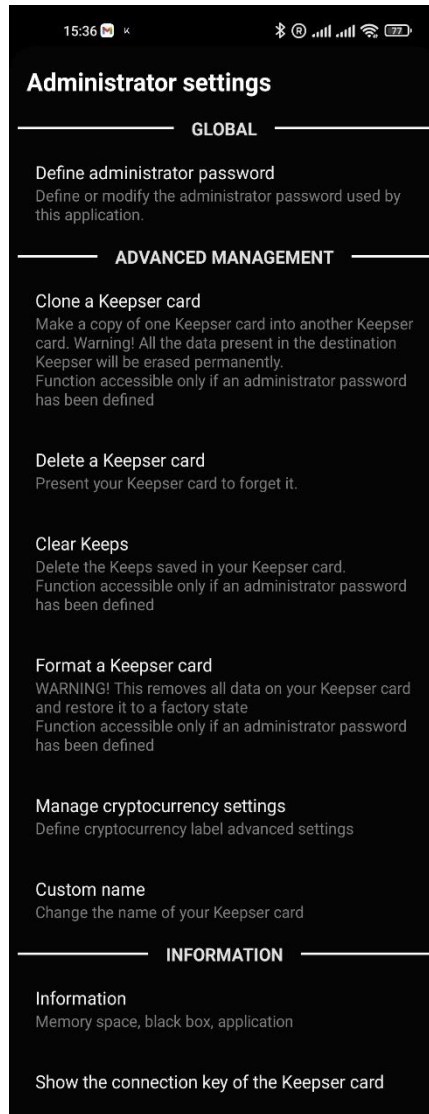 15:36 K 77
Administrator settings
GLOBAL
Define administrator password
Define or modify the administrator password used by
this application.
ADVANCED MANAGEMENT
Clone a Keepser card
Make a copy of one Keepser card into another Keepser
card. Warning! All the data present in the destination
Keepser will be erased permanently.
Function accessible only if an administrator password
has been defined
Delete a Keepser card
Present your Keepser card to forget it.
Clear Keeps
Delete the Keeps saved in your Keepser card.
Function accessible only if an administrator password
has been defined
Format a Keepser card
WARNING! This removes all data on your Keepser card
and restore it to a factory state
Function accessible only if an administrator password
has been defined
Manage cryptocurrency settings
Define cryptocurrency label advanced settings
Custom name
Change the name of your Keepser card
INFORMATION
Information
Memory space, black box, application
Show the connection key of the Keepser card